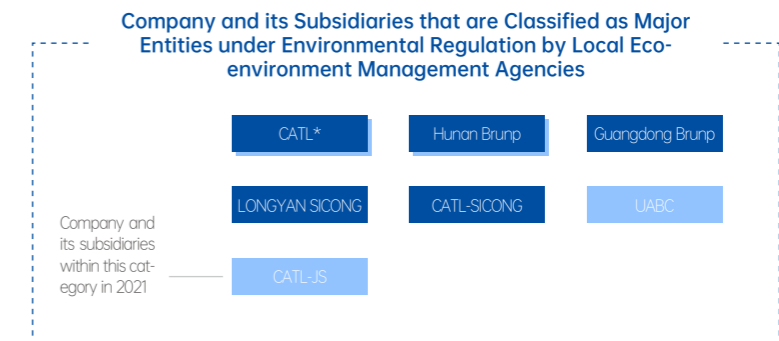 Company and its Subsidiaries that are Classified as Major
Entities under Environmental Regulation by Local Eco-
environment Management Agencies
CATL*
Hunan Brunp
Guangdong Brunp
LONGYAN SICONG
CATL-SICONG
UABC
Company and
its subsidiaries
within this cat-
egory in 2021
CATL-JS